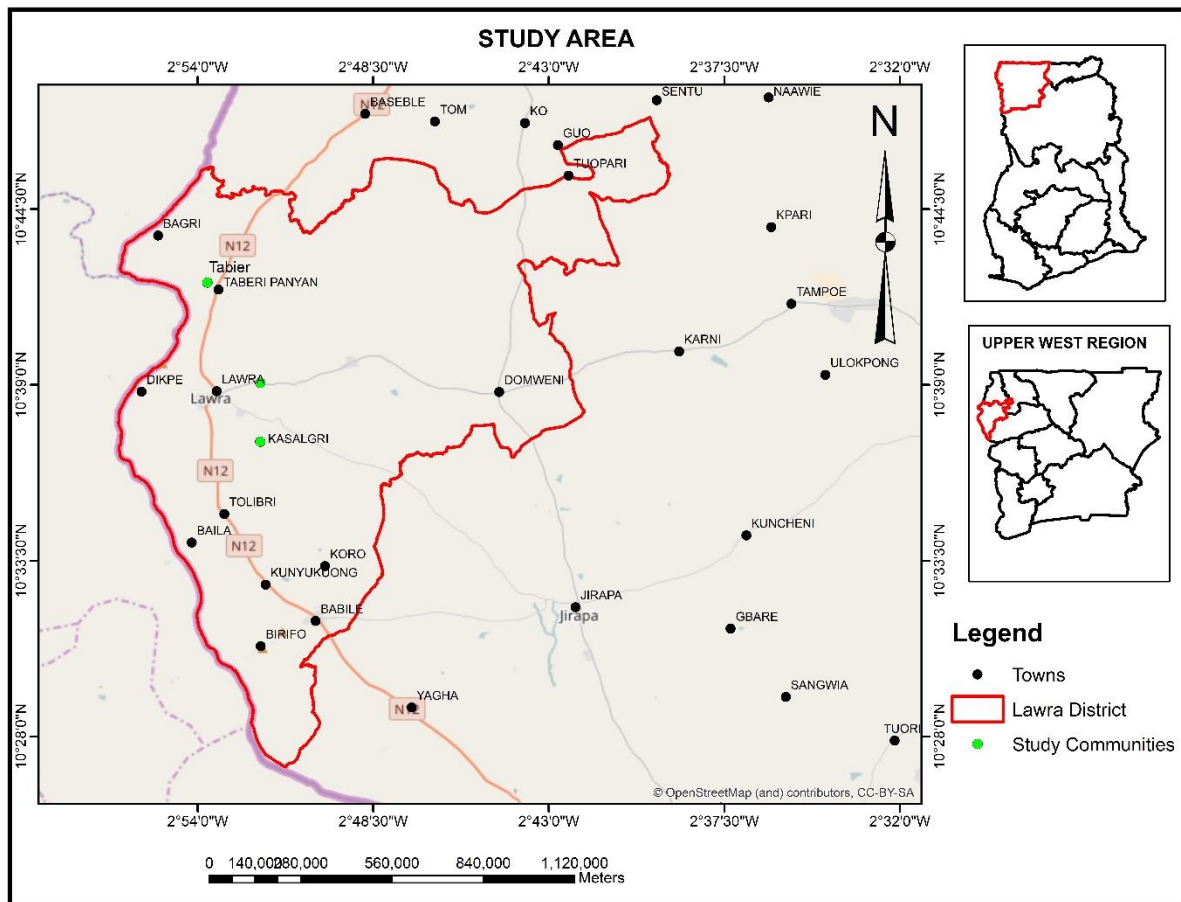 STUDY AREA
2°54'0"W 2°48'30"W 2°43'0"W 2°37'30"W 2°32'0"W
N12
BASEBLE
TOM
KO
SENTU
NAAWIE
GUO
TUOPARI
N
10°44'30"N
10°44'30"N
BAGRI
N12
KPARI
Tabier
TABERI PANYAN
TAMPOE
KARNI
ULOKPONG
10°39'0"N
10°39'0"N
DIKPE
LAWRA
Lawra
DOMWENI
KASALGRI
N12
TOLIBRI
BAILA
N12
KUNCHENI
KORO
10°33'30"N
10°33'30"N
KUNYUKUONG
JIRAPA
Jirapa
BABILE
GBARE
BIRIFO
SANGWIA
YAGHA
N12
TUORI
10°28'0"N
10°28'0"N
© OpenStreetMap (and) contributors, CC-BY-SA
2°54'0"W 2°48'30"W 2°43'0"W 2°37'30"W 2°32'0"W
0 140,000 280,000 560,000 840,000 1,120,000
Meters
UPPER WEST REGION
Legend
Towns
Lawra District
Study Communities